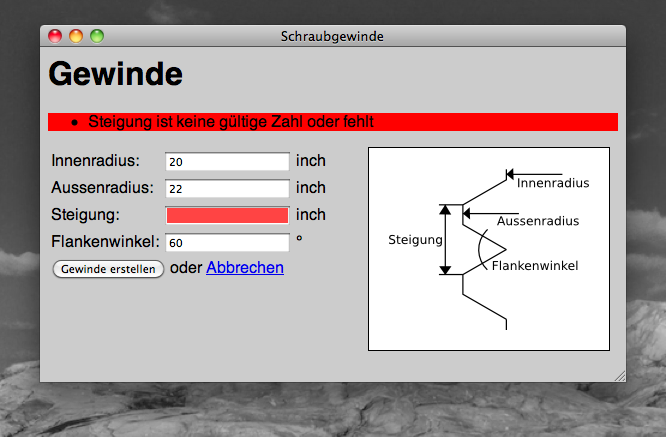 Schraubgewinde
Gewinde
• Steigung ist keine gültige Zahl oder fehlt
Innenradius: 20 inch
Aussenradius: 22 inch
Steigung: inch
Flankenwinkel: 60 °
Gewinde erstellen oder Abbrechen
Innenradius
Aussenradius
Steigung
Flankenwinkel